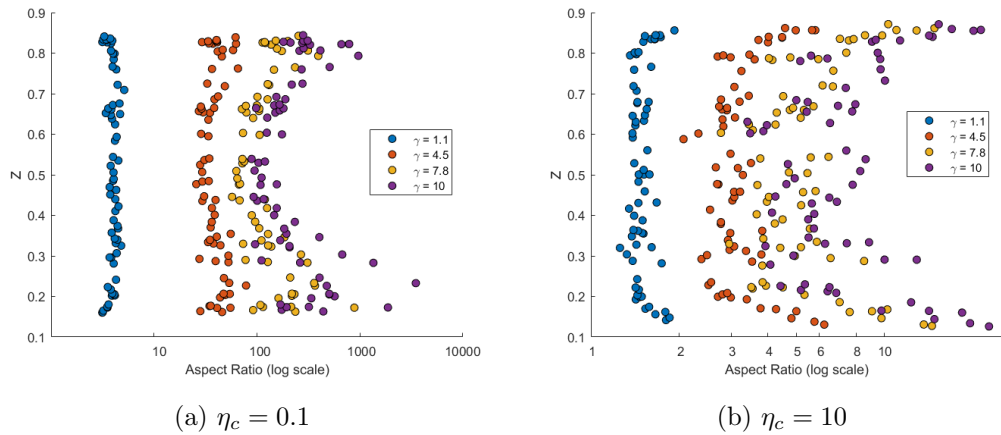 0.9
0.8
0.7
0.6
0.5
0.4
0.3
0.2
0.1
Z
10
100
1000
10000
Aspect Ratio (log scale)
γ = 1.1
γ = 4.5
γ = 7.8
γ = 10
(a) η_c = 0.1
0.9
0.8
0.7
0.6
0.5
0.4
0.3
0.2
0.1
Z
1
2
3
4
5
6
8
10
Aspect Ratio (log scale)
γ = 1.1
γ = 4.5
γ = 7.8
γ = 10
(b) η_c = 10